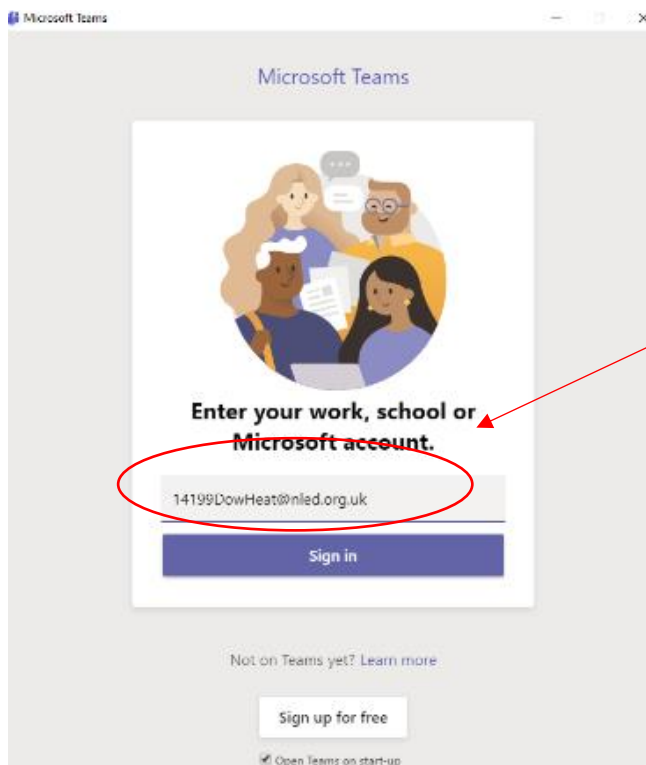 Microsoft Teams
Microsoft Teams
Enter your work, school or
Microsoft account.
14199DowHeat@nled.org.uk
Sign in
Not on Teams yet? Learn more
Sign up for free
Open Teams on start-up